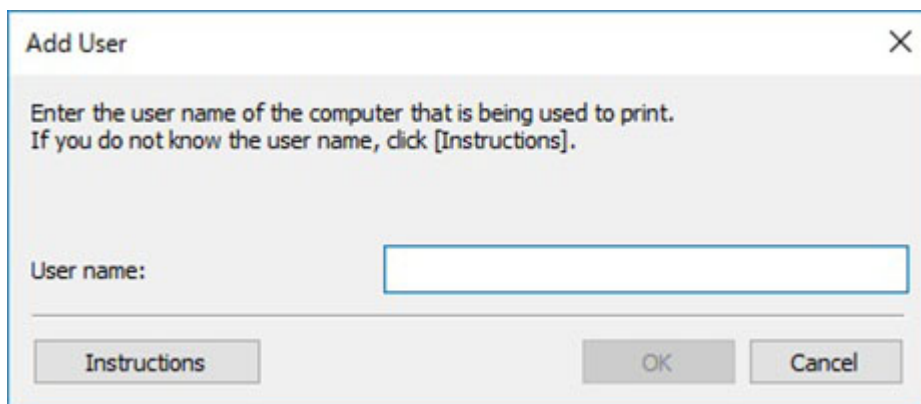 Add User
Enter the user name of the computer that is being used to print.
If you do not know the user name, click [Instructions].
User name:
Instructions
OK
Cancel